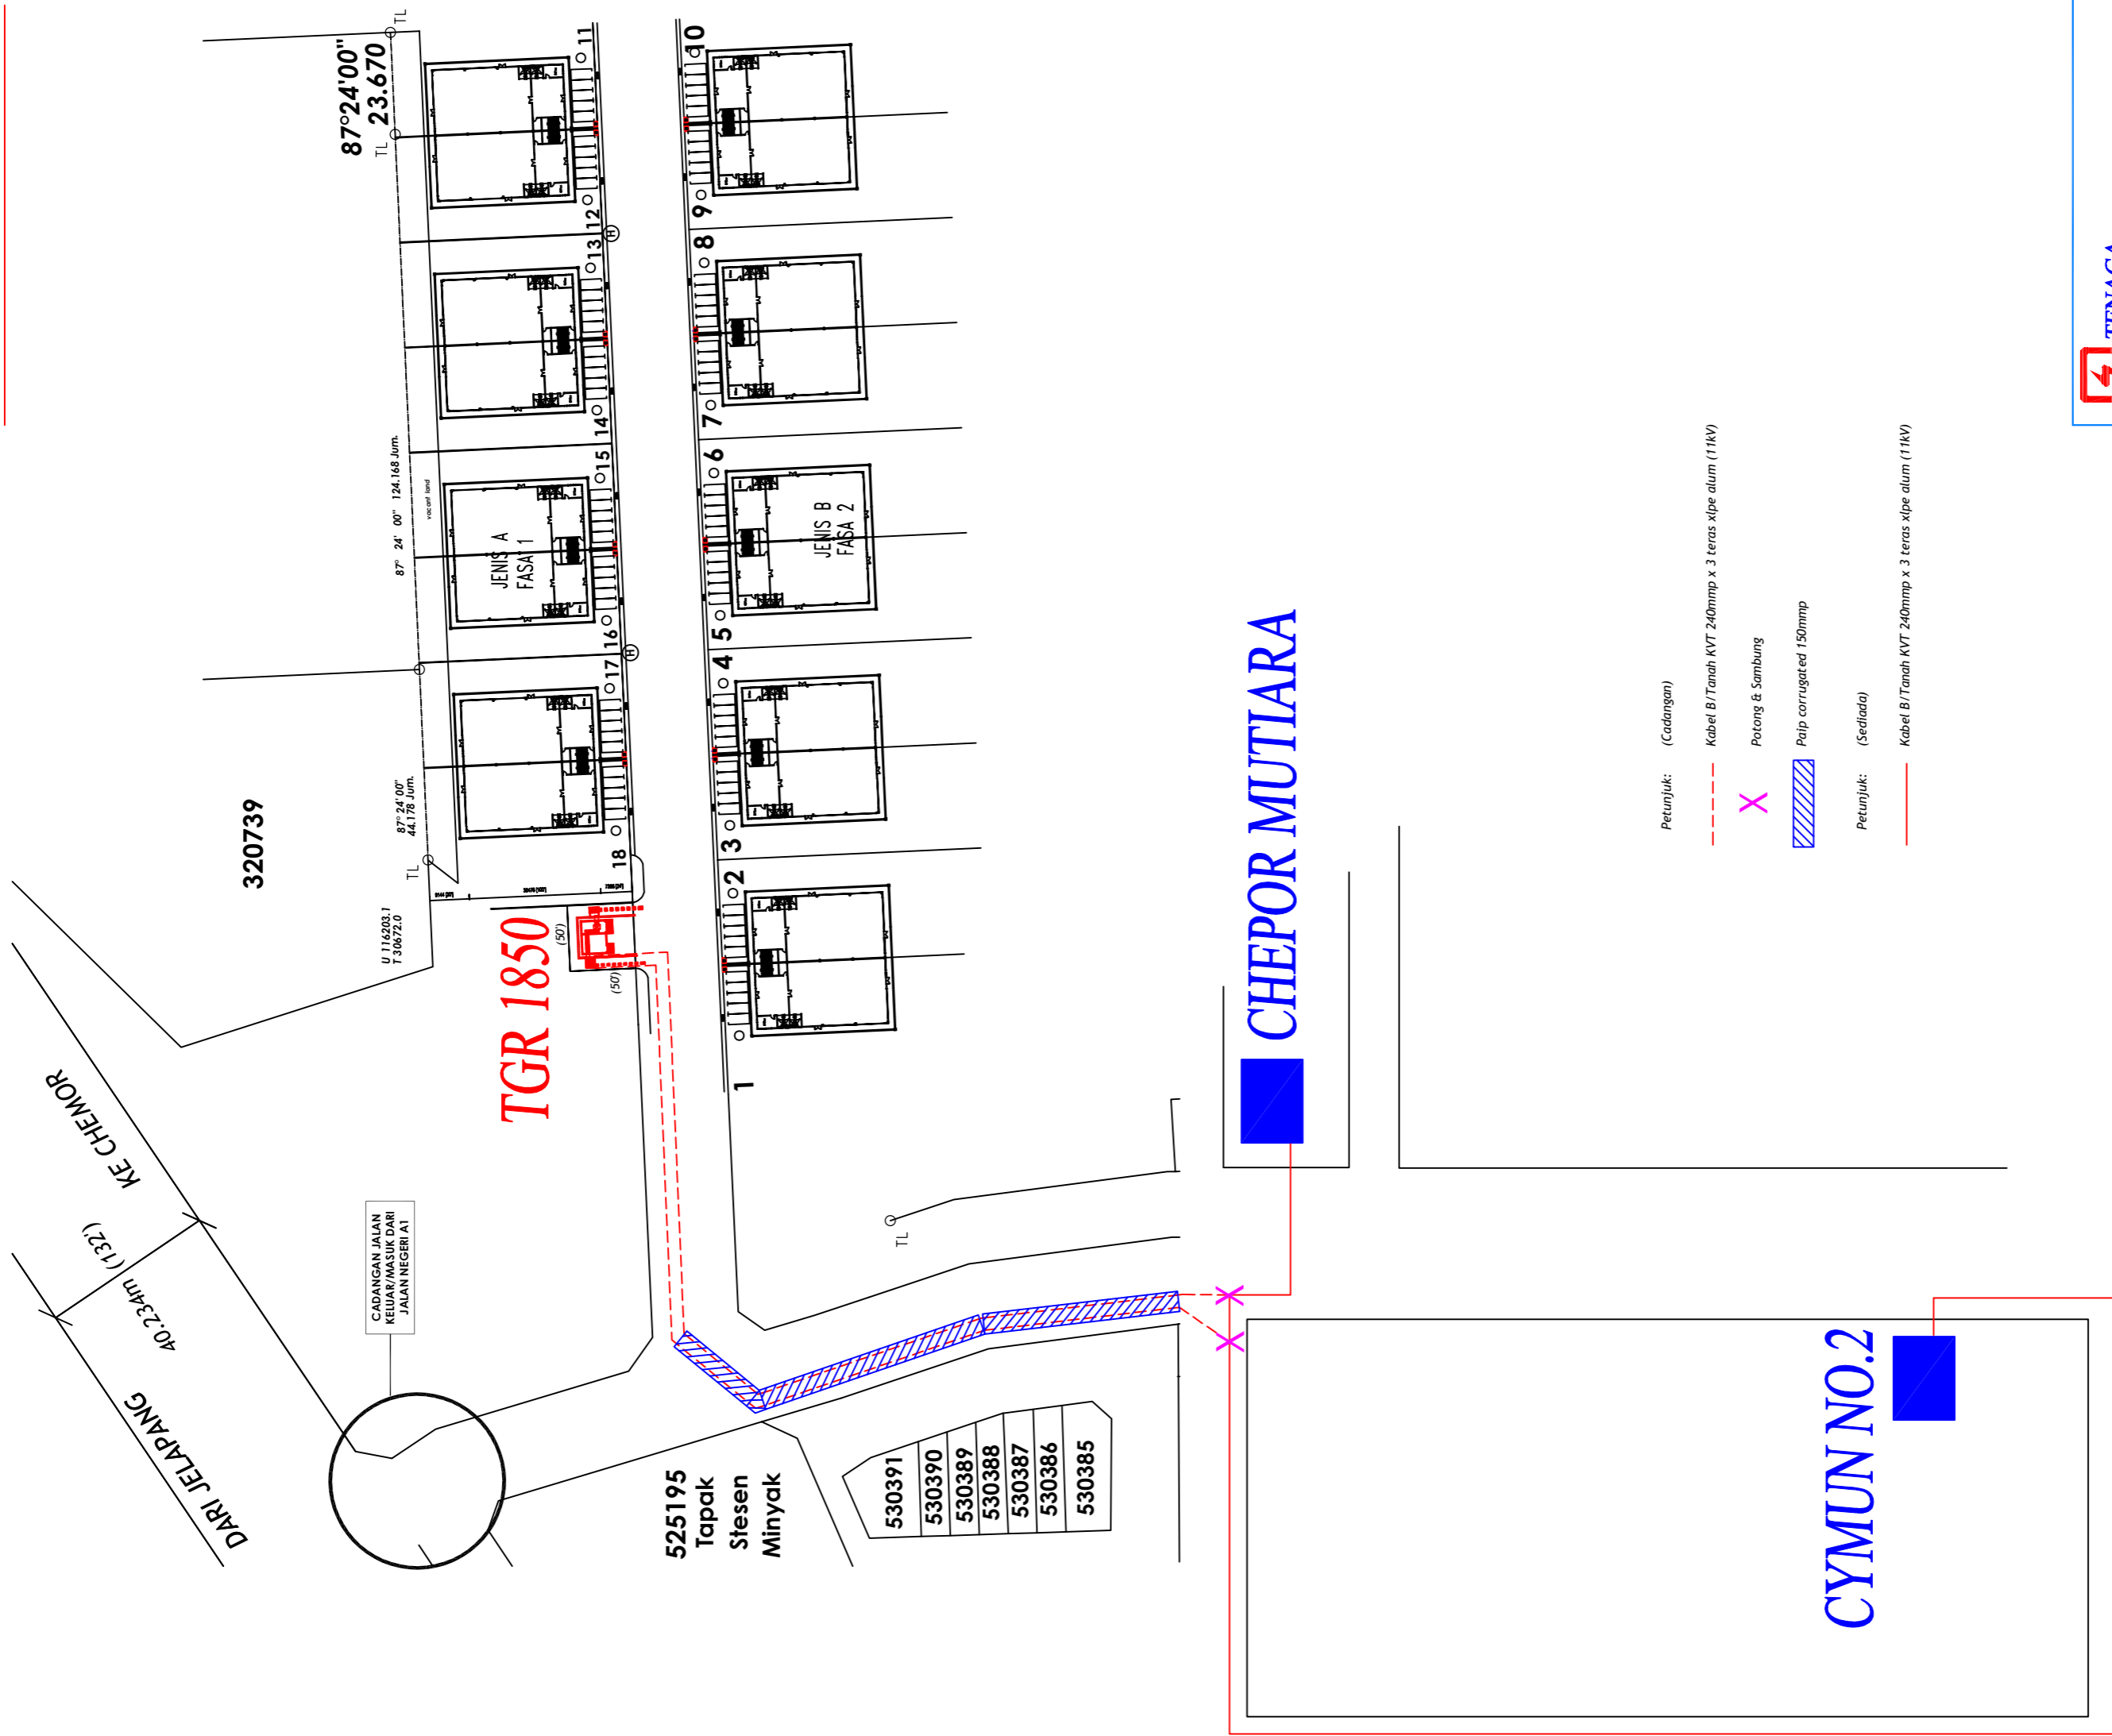 DARI JELAPANG
KE CHEMOR
40.234m (132')
CADANGAN JALAN
KELUAR/MASUK DARI
JALAN NEGERI A1
320739
U 116203.1
T 30672.0
TL
87° 24' 00"
44.178 Jum.
87° 24' 00" 124.168 Jum.
vacant land
TL
87°24'00"
23.670
TL
TGR 1850
(50')
(50')
18
17
16
15
14
13
12
11
H
H
JENIS A
FASA 1
1
2
3
4
5
6
7
8
9
10
JENIS B
FASA 2
525195
Tapak
Stesen
Minyak
530391
530390
530389
530388
530387
530386
530385
TL
CHEPOR MUTIARA
CYMUN NO.2
Petunjuk: (Cadangan)
Kabel B/Tanah KVT 240mmp x 3 teras xlpe alum (11kV)
X Potong & Sambung
Paip corrugated 150mmp
Petunjuk: (Sediada)
Kabel B/Tanah KVT 240mmp x 3 teras xlpe alum (11kV)
X
X
TENAGA